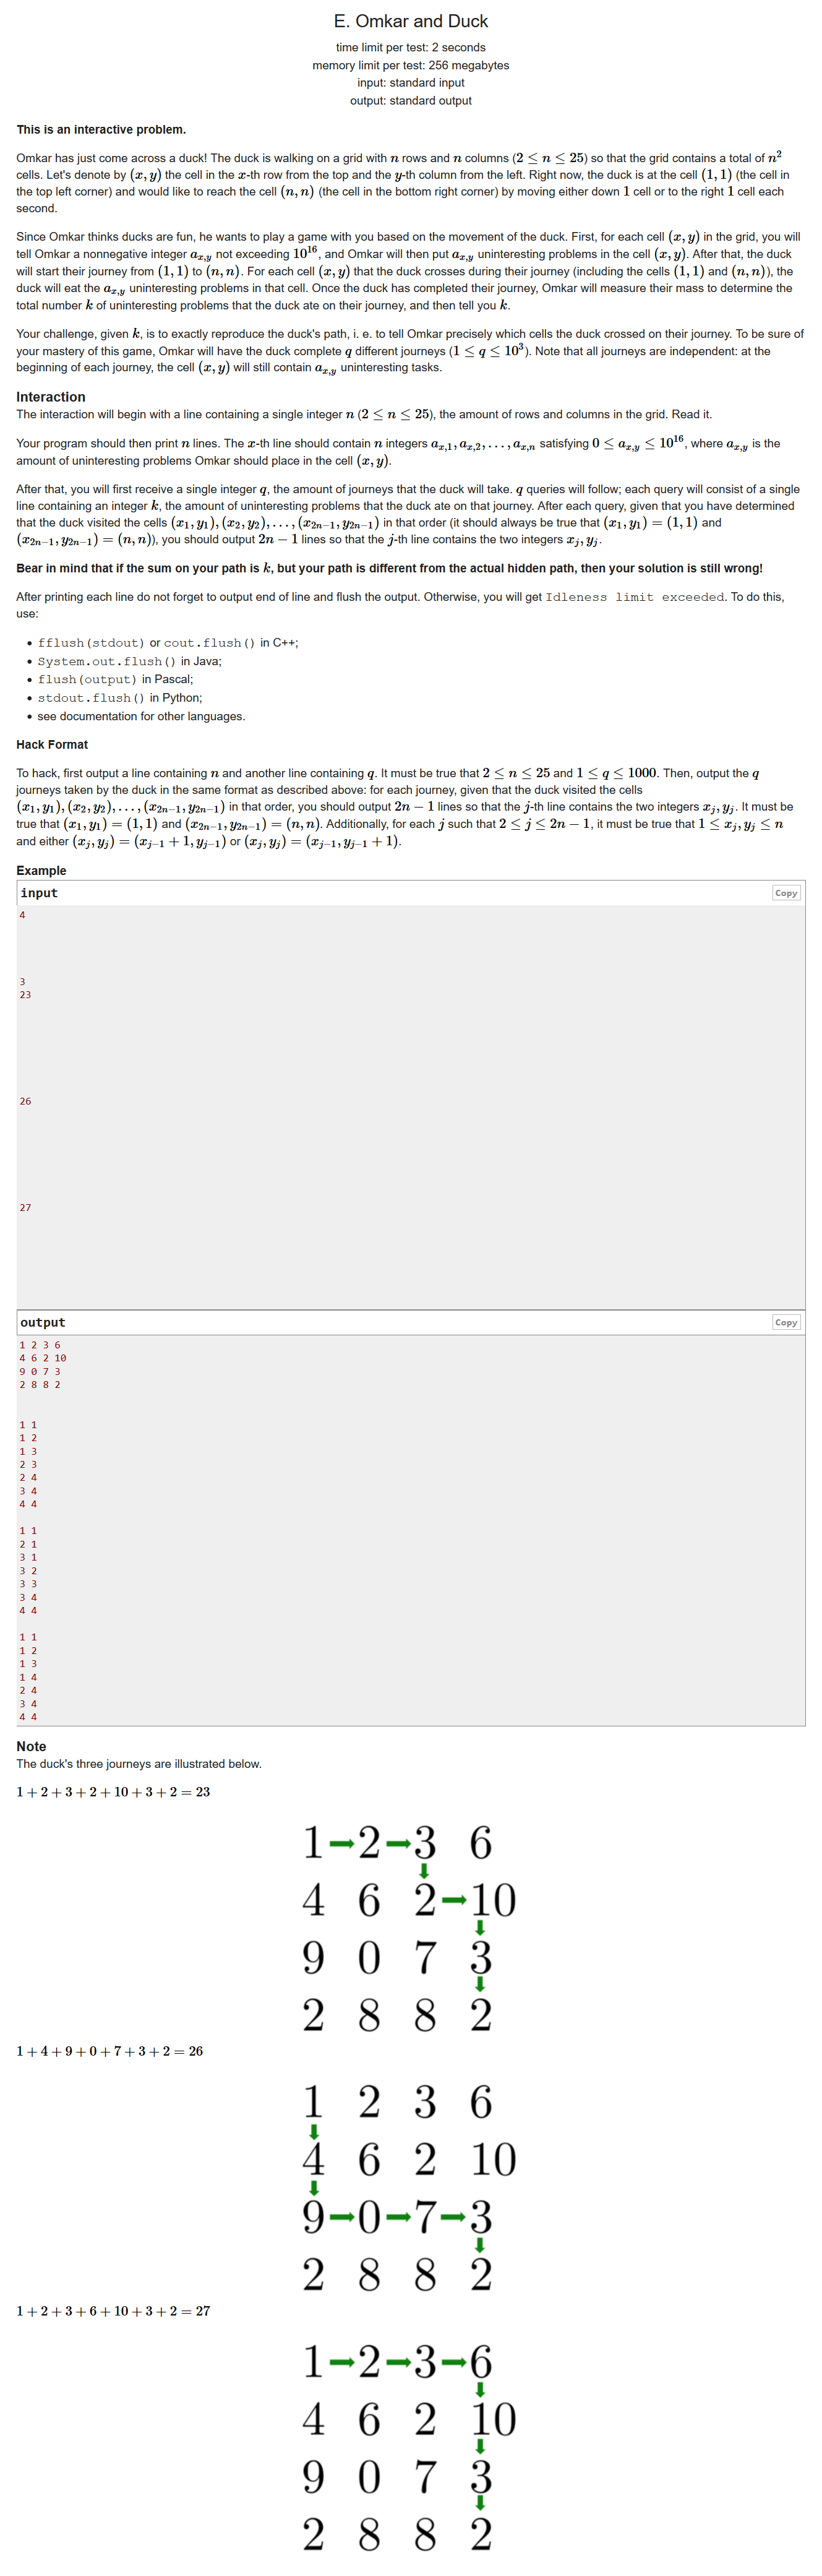 E. Omkar and Duck
time limit per test: 2 seconds
memory limit per test: 256 megabytes
input: standard input
output: standard output
This is an interactive problem.
Omkar has just come across a duck! The duck is walking on a grid with n rows and n columns (2 ≤ n ≤ 25) so that the grid contains a total of n²
cells. Let's denote by (x, y) the cell in the x-th row from the top and the y-th column from the left. Right now, the duck is at the cell (1, 1) (the cell in
the top left corner) and would like to reach the cell (n, n) (the cell in the bottom right corner) by moving either down 1 cell or to the right 1 cell each
second.
Since Omkar thinks ducks are fun, he wants to play a game with you based on the movement of the duck. First, for each cell (x, y) in the grid, you will
tell Omkar a nonnegative integer a_{x,y} not exceeding 10^{16}, and Omkar will then put a_{x,y} uninteresting problems in the cell (x, y). After that, the duck
will start their journey from (1, 1) to (n, n). For each cell (x, y) that the duck crosses during their journey (including the cells (1, 1) and (n, n)), the
duck will eat the a_{x,y} uninteresting problems in that cell. Once the duck has completed their journey, Omkar will measure their mass to determine the
total number k of uninteresting problems that the duck ate on their journey, and then tell you k.
Your challenge, given k, is to exactly reproduce the duck's path, i. e. to tell Omkar precisely which cells the duck crossed on their journey. To be sure of
your mastery of this game, Omkar will have the duck complete q different journeys (1 ≤ q ≤ 10³). Note that all journeys are independent: at the
beginning of each journey, the cell (x, y) will still contain a_{x,y} uninteresting tasks.
Interaction
The interaction will begin with a line containing a single integer n (2 ≤ n ≤ 25), the amount of rows and columns in the grid. Read it.
Your program should then print n lines. The x-th line should contain n integers a_{x,1}, a_{x,2}, . . . , a_{x,n} satisfying 0 ≤ a_{x,y} ≤ 10^{16}, where a_{x,y} is the
amount of uninteresting problems Omkar should place in the cell (x, y).
After that, you will first receive a single integer q, the amount of journeys that the duck will take. q queries will follow; each query will consist of a single
line containing an integer k, the amount of uninteresting problems that the duck ate on that journey. After each query, given that you have determined
that the duck visited the cells (x₁, y₁), (x₂, y₂), . . . , (x_{2n−1}, y_{2n−1}) in that order (it should always be true that (x₁, y₁) = (1, 1) and
(x_{2n−1}, y_{2n−1}) = (n, n)), you should output 2n − 1 lines so that the j-th line contains the two integers x_j, y_j.
Bear in mind that if the sum on your path is k, but your path is different from the actual hidden path, then your solution is still wrong!
After printing each line do not forget to output end of line and flush the output. Otherwise, you will get Idleness limit exceeded. To do this,
use:
• fflush(stdout) or cout.flush() in C++;
• System.out.flush() in Java;
• flush(output) in Pascal;
• stdout.flush() in Python;
• see documentation for other languages.
Hack Format
To hack, first output a line containing n and another line containing q. It must be true that 2 ≤ n ≤ 25 and 1 ≤ q ≤ 1000. Then, output the q
journeys taken by the duck in the same format as described above: for each journey, given that the duck visited the cells
(x₁, y₁), (x₂, y₂), . . . , (x_{2n−1}, y_{2n−1}) in that order, you should output 2n − 1 lines so that the j-th line contains the two integers x_j, y_j. It must be
true that (x₁, y₁) = (1, 1) and (x_{2n−1}, y_{2n−1}) = (n, n). Additionally, for each j such that 2 ≤ j ≤ 2n − 1, it must be true that 1 ≤ x_j, y_j ≤ n
and either (x_j, y_j) = (x_{j−1} + 1, y_{j−1}) or (x_j, y_j) = (x_{j−1}, y_{j−1} + 1).
Example
input Copy
4
3
23
26
27
output Copy
1 2 3 6
4 6 2 10
9 0 7 3
2 8 8 2
1 1
1 2
1 3
2 3
2 4
3 4
4 4
1 1
2 1
3 1
3 2
3 3
3 4
4 4
1 1
1 2
1 3
1 4
2 4
3 4
4 4
Note
The duck's three journeys are illustrated below.
1 + 2 + 3 + 2 + 10 + 3 + 2 = 23
1 2 3 6
4 6 2 10
9 0 7 3
2 8 8 2
1 + 4 + 9 + 0 + 7 + 3 + 2 = 26
1 2 3 6
4 6 2 10
9 0 7 3
2 8 8 2
1 + 2 + 3 + 6 + 10 + 3 + 2 = 27
1 2 3 6
4 6 2 10
9 0 7 3
2 8 8 2